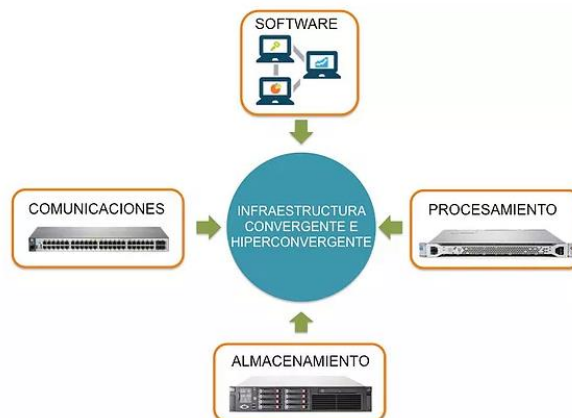 SOFTWARE
COMUNICACIONES
INFRAESTRUCTURA
CONVERGENTE E
HIPERCONVERGENTE
PROCESAMIENTO
ALMACENAMIENTO